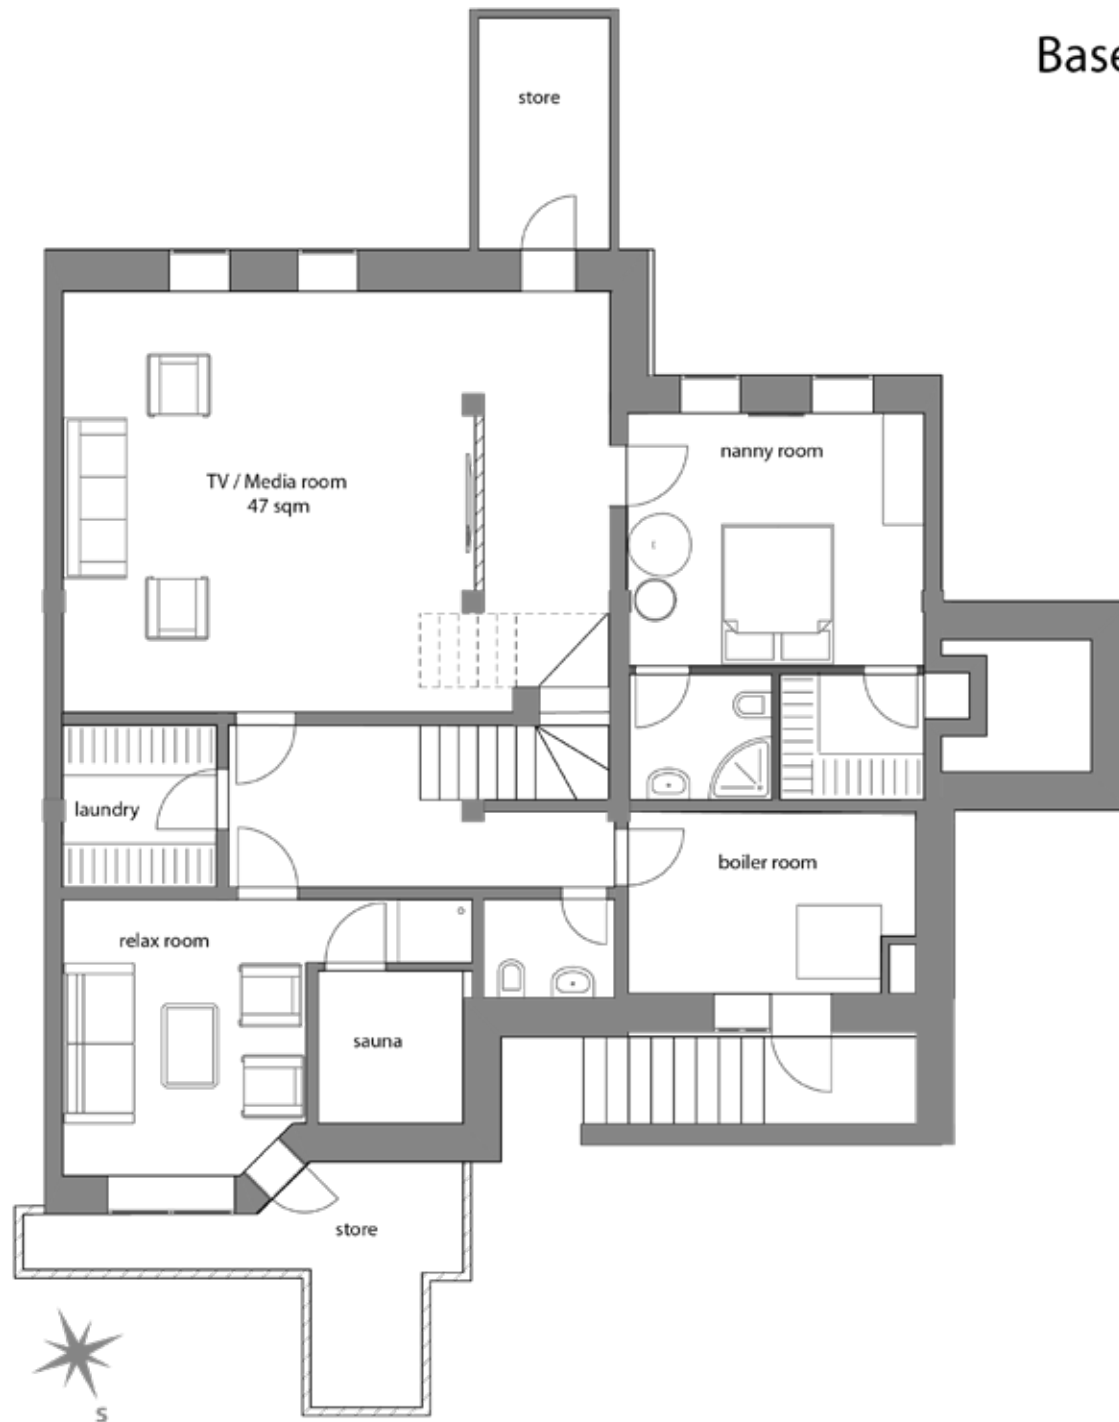 Base
store
nanny room
TV / Media room
47 sqm
laundry
boiler room
relax room
sauna
store
s